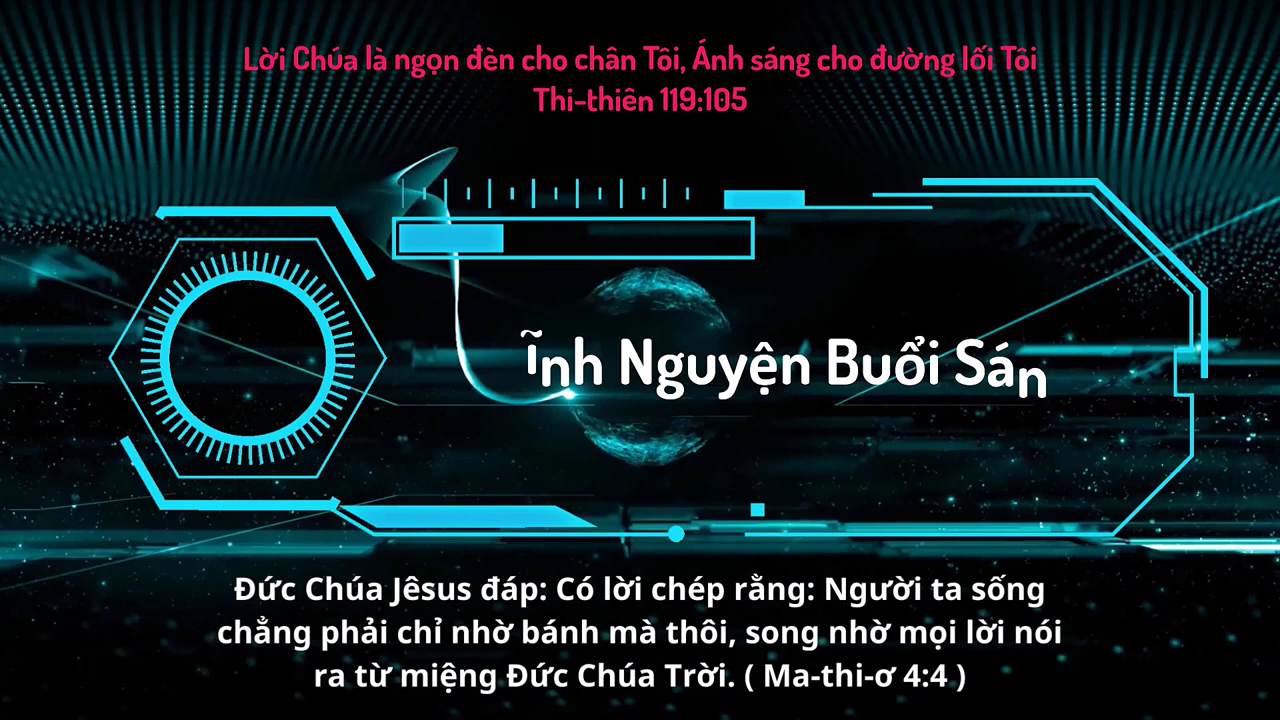 Lời Chúa là ngọn đèn cho chân Tôi, Ánh sáng cho đường lối Tôi
Thi-thiên 119:105
Ĩnh Nguyện Buổi Sán
Đức Chúa Jêsus đáp: Có lời chép rằng: Người ta sống
chẳng phải chỉ nhờ bánh mà thôi, song nhờ mọi lời nói
ra từ miệng Đức Chúa Trời. ( Ma-thi-ơ 4:4 )